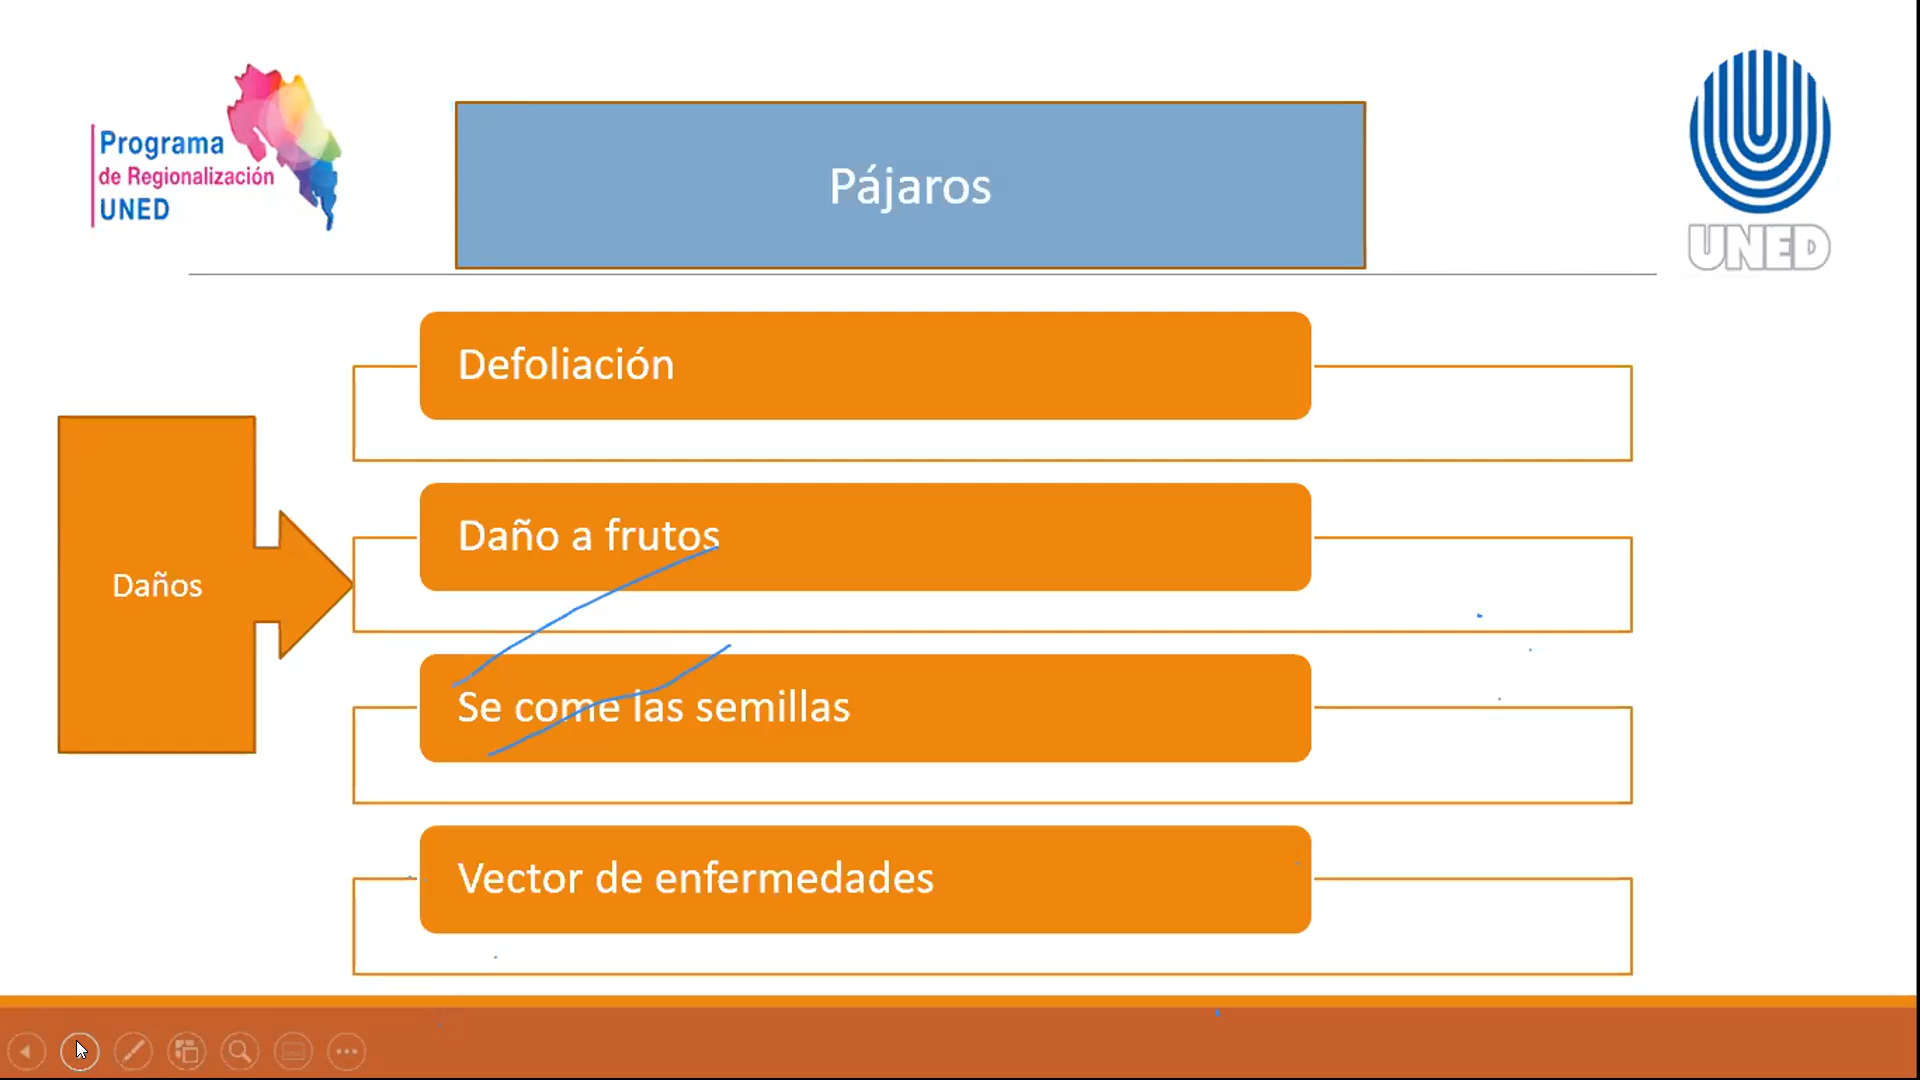 Programa
de Regionalización
UNED
Pájaros
UNED
Defoliación
Daño a frutos
Daños
Se come las semillas
Vector de enfermedades